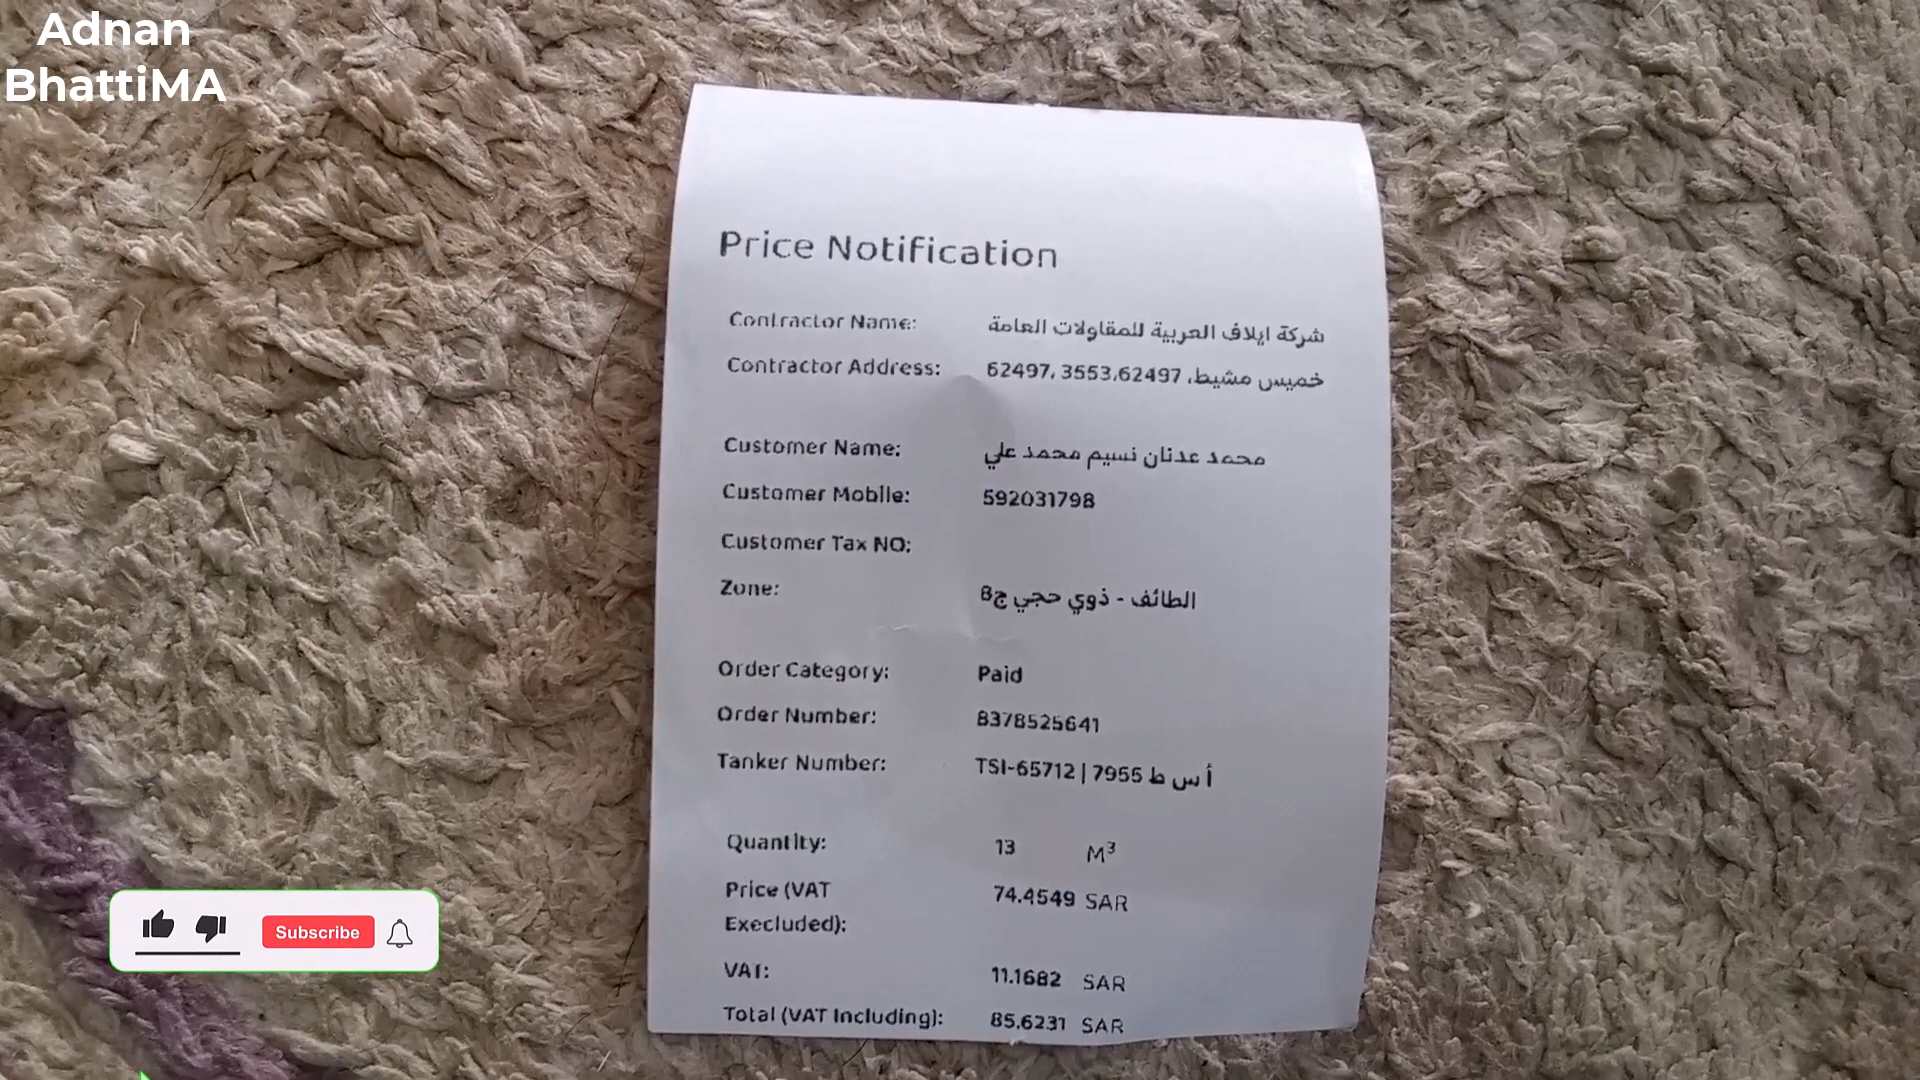 Adnan
BhattiMA
Price Notification
Contractor Name: شركة ايلاف العربية للمقاولات العامة
Contractor Address: خميس مشيط، 62497 ,3553,62497
Customer Name: محمد عدنان نسيم محمد علي
Customer Mobile: 592031798
Customer Tax NO:
Zone: الطائف - ذوي حجي ج8
Order Category: Paid
Order Number: 8378525641
Tanker Number: TSI-65712 | 7955 أ س ط
Quantity: 13 M³
Price (VAT 74.4549 SAR
Execluded):
VAT: 11.1682 SAR
Total (VAT Including): 85.6231 SAR
Subscribe